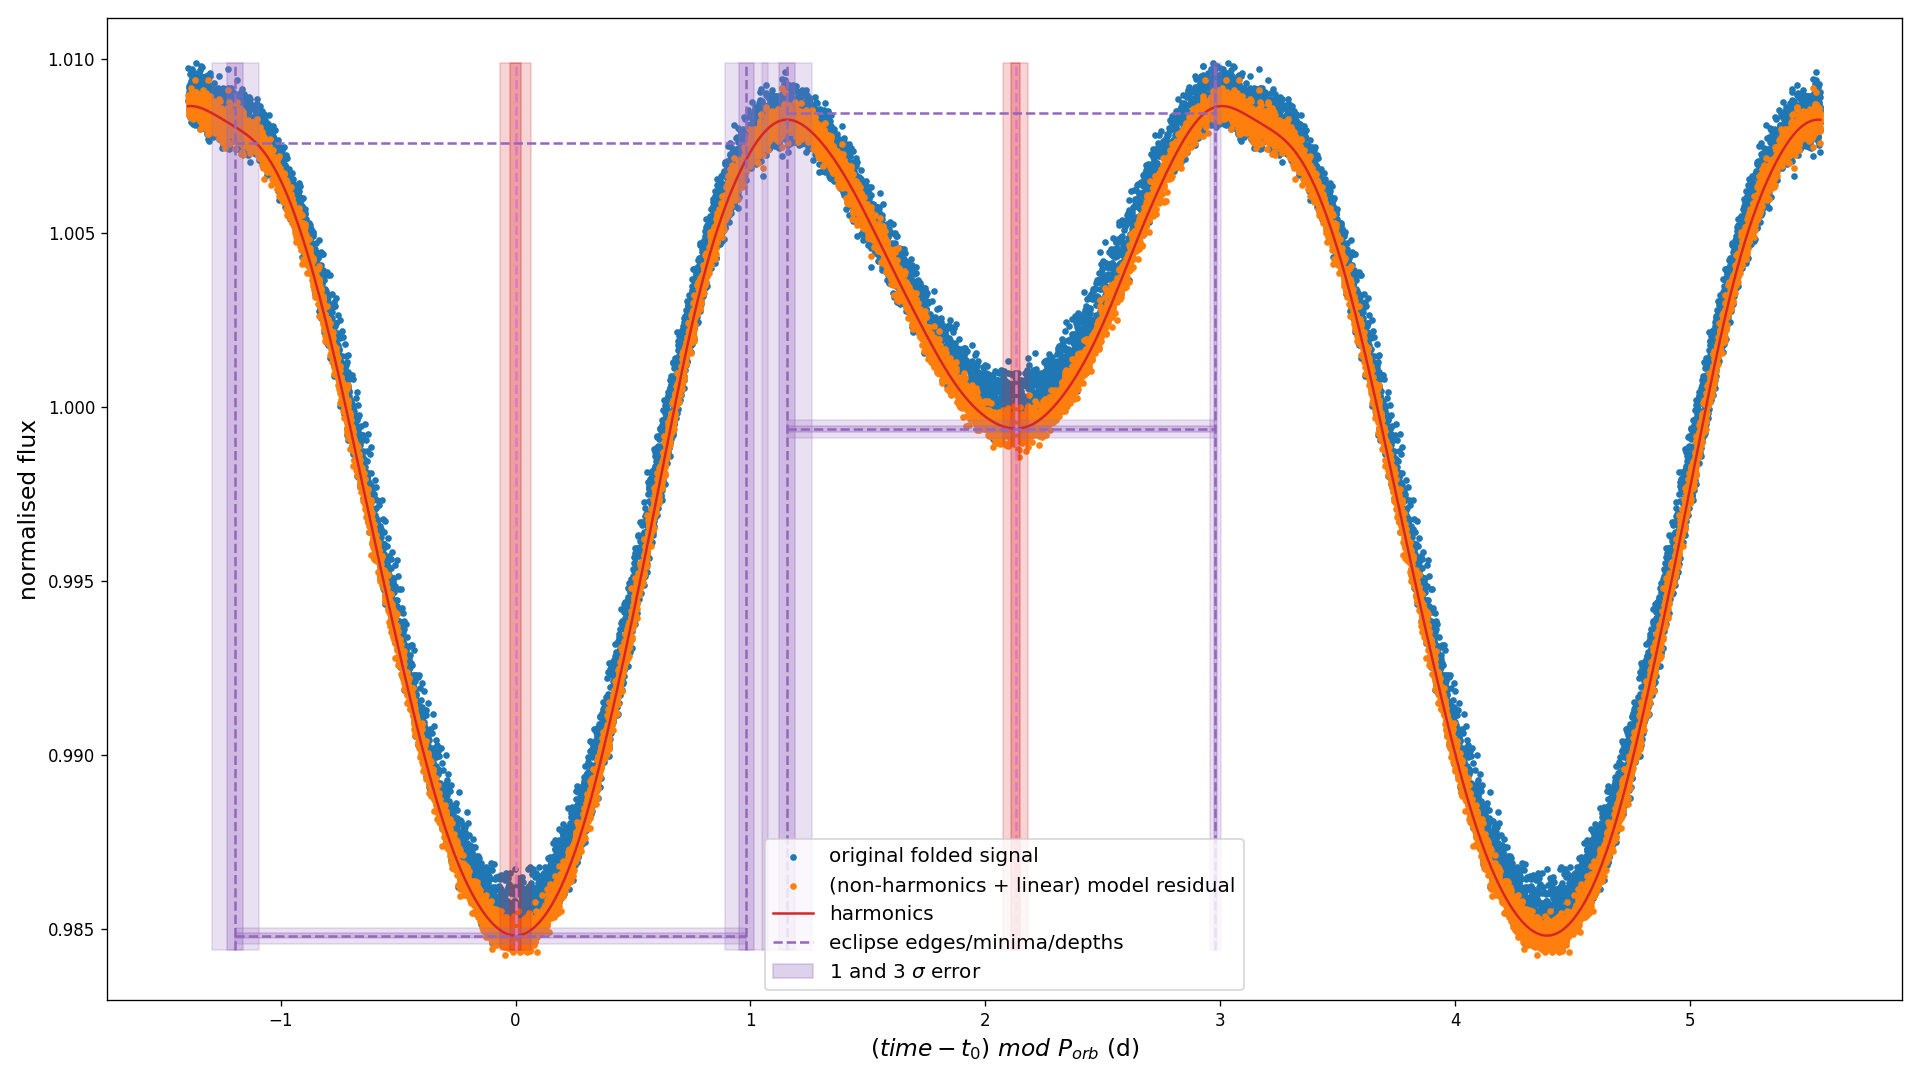 normalised flux
1.010
1.005
1.000
0.995
0.990
0.985
original folded signal
(non-harmonics + linear) model residual
harmonics
eclipse edges/minima/depths
1 and 3 σ error
−1
0
1
2
3
4
5
(time − t₀) mod Pₒᵣb (d)